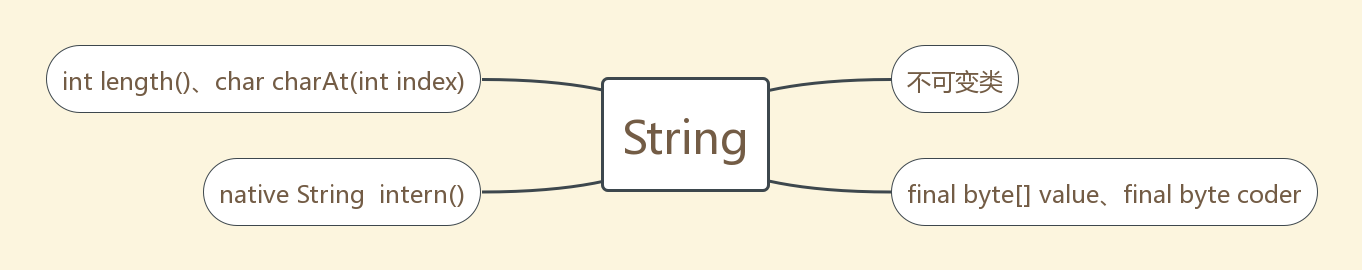 int length()、char charAt(int index)
不可变类
String
native String  intern()
final byte[] value、final byte coder